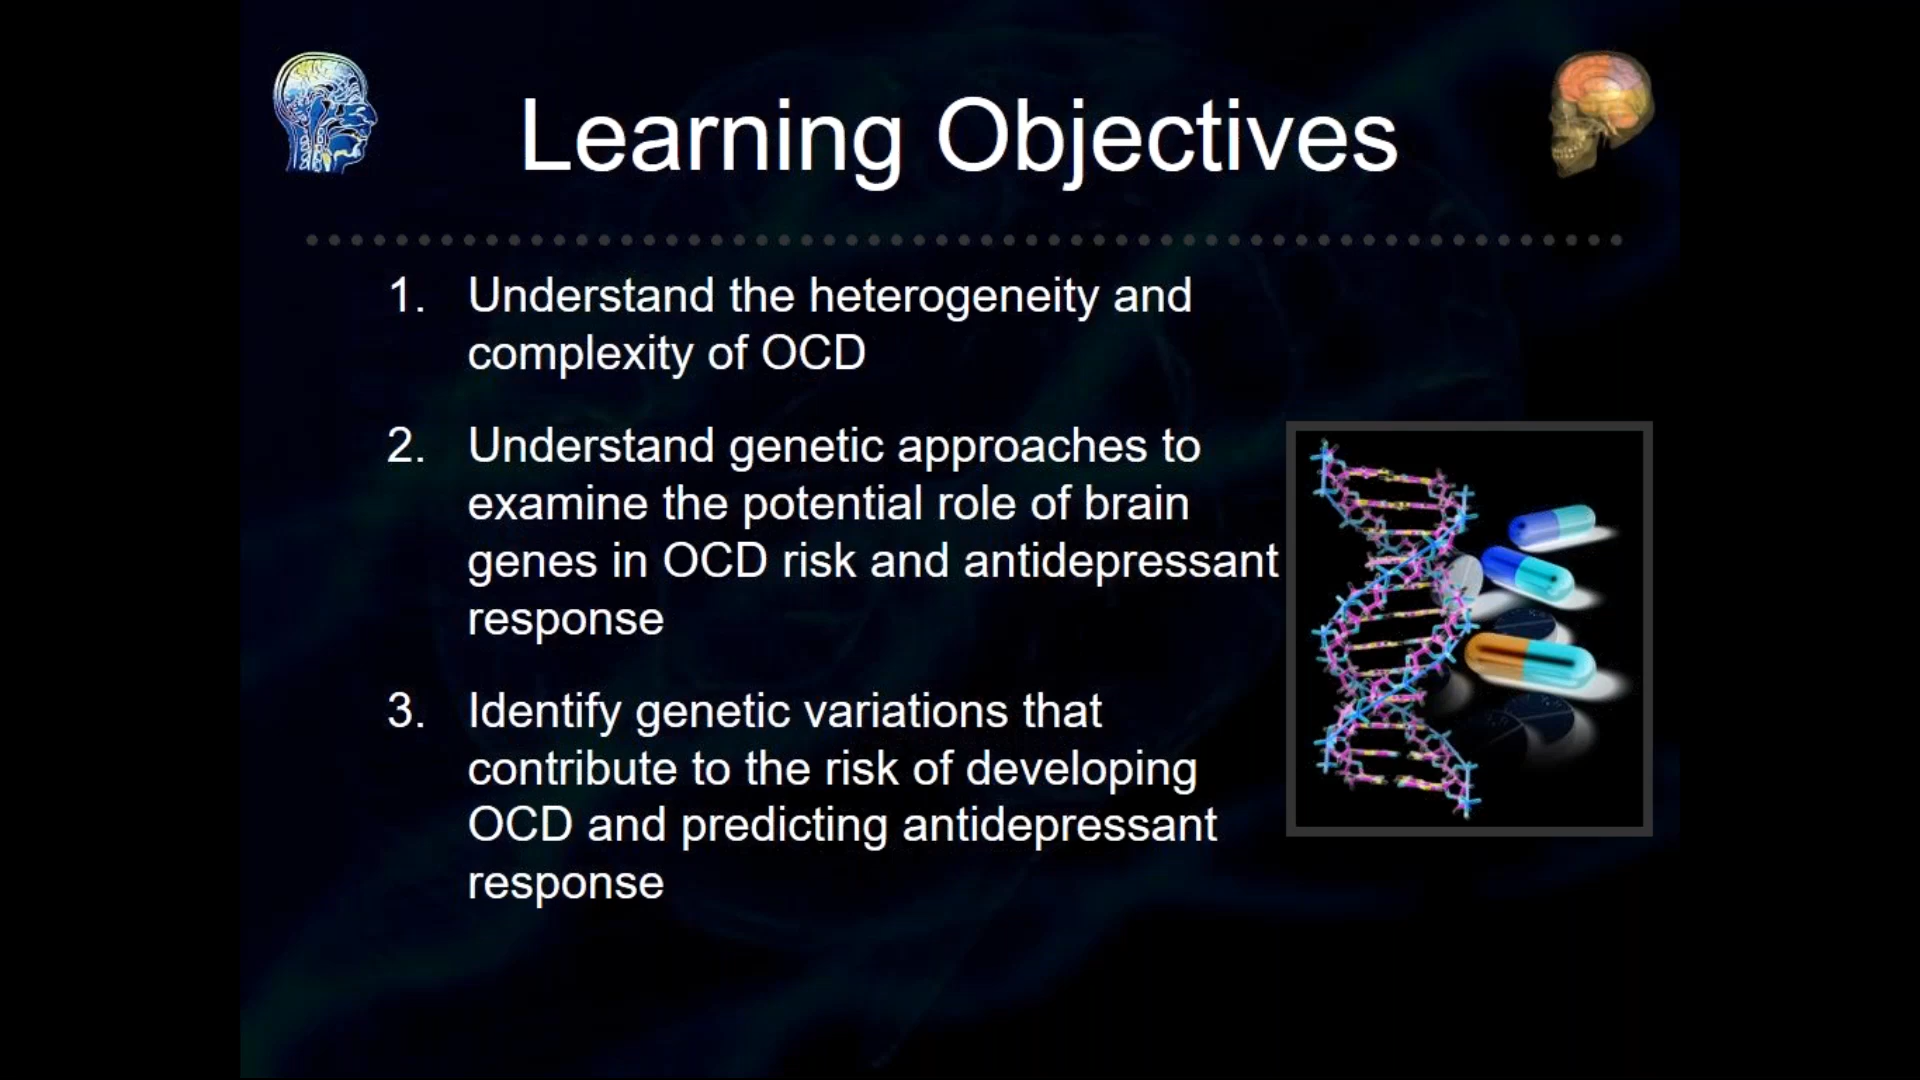 Learning Objectives
1. Understand the heterogeneity and
complexity of OCD
2. Understand genetic approaches to
examine the potential role of brain
genes in OCD risk and antidepressant
response
3. Identify genetic variations that
contribute to the risk of developing
OCD and predicting antidepressant
response